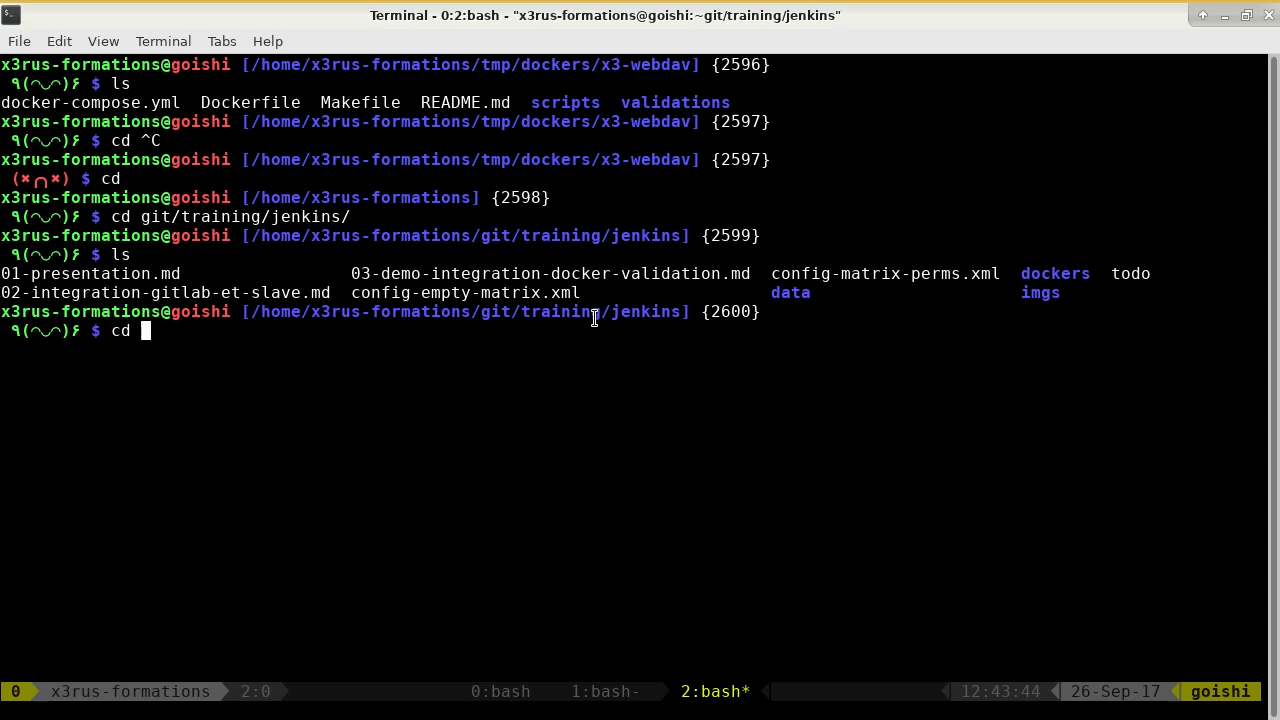 Terminal - 0:2:bash - "x3rus-formations@goishi:~git/training/jenkins"
File Edit View Terminal Tabs Help
x3rus-formations@goishi [/home/x3rus-formations/tmp/dockers/x3-webdav] {2596}
٩(◠◡◠)۶ $ ls
docker-compose.yml Dockerfile Makefile README.md scripts validations
x3rus-formations@goishi [/home/x3rus-formations/tmp/dockers/x3-webdav] {2597}
٩(◠◡◠)۶ $ cd ^C
x3rus-formations@goishi [/home/x3rus-formations/tmp/dockers/x3-webdav] {2597}
(✖╭╮✖) $ cd
x3rus-formations@goishi [/home/x3rus-formations] {2598}
٩(◠◡◠)۶ $ cd git/training/jenkins/
x3rus-formations@goishi [/home/x3rus-formations/git/training/jenkins] {2599}
٩(◠◡◠)۶ $ ls
01-presentation.md 03-demo-integration-docker-validation.md config-matrix-perms.xml dockers todo
02-integration-gitlab-et-slave.md config-empty-matrix.xml data imgs
x3rus-formations@goishi [/home/x3rus-formations/git/training/jenkins] {2600}
٩(◠◡◠)۶ $ cd
0 x3rus-formations 2:0 0:bash 1:bash- 2:bash* 12:43:44 26-Sep-17 goishi